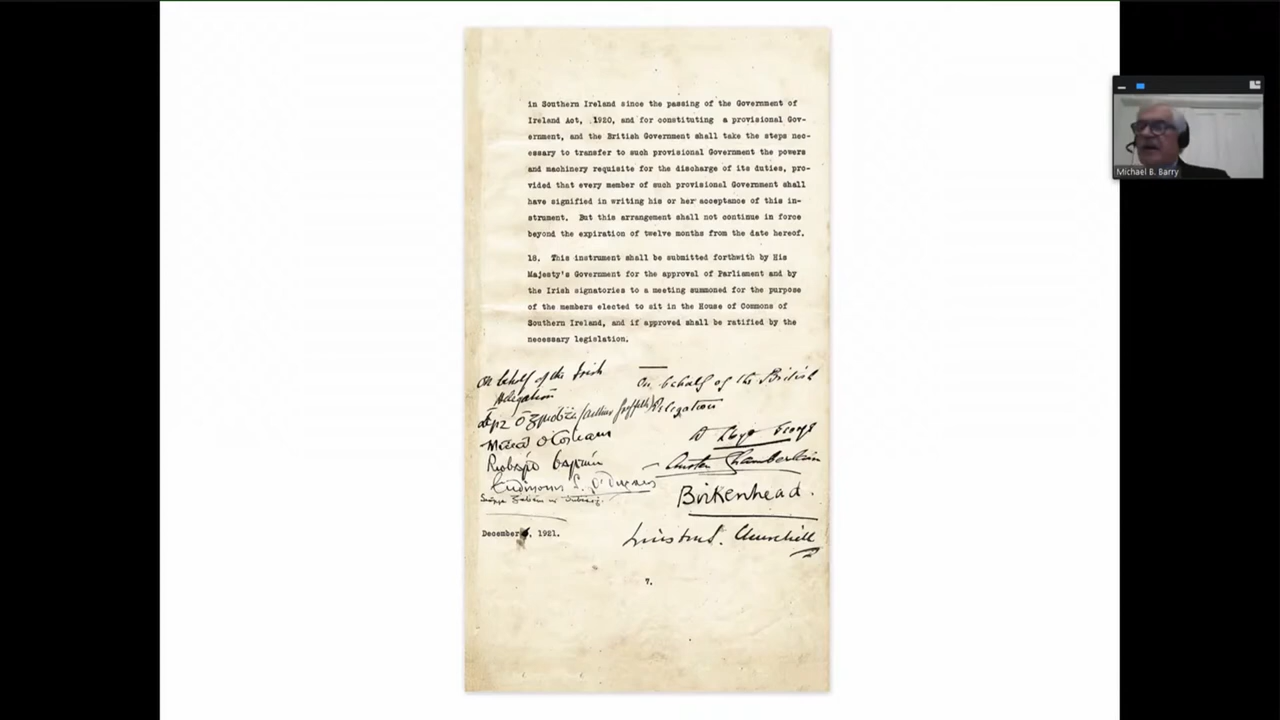 in Southern Ireland since the passing of the Government of
Ireland Act, 1920, and for constituting a provisional Gov-
ernment, and the British Government shall take the steps nec-
essary to transfer to such provisional Government the powers
and machinery requisite for the discharge of its duties, pro-
vided that every member of such provisional Government shall
have signified in writing his or her acceptance of this in-
strument. But this arrangement shall not continue in force
beyond the expiration of twelve months from the date hereof.
18. This instrument shall be submitted forthwith by His
Majesty's Government for the approval of Parliament and by
the Irish signatories to a meeting summoned for the purpose
of the members elected to sit in the House of Commons of
Southern Ireland, and if approved shall be ratified by the
necessary legislation.
On behalf of the Irish
Delegation
(Arthur Griffith)
On behalf of the British
Delegation
D Lloyd George
Austen Chamberlain
Birkenhead.
Winston S. Churchill
December 6, 1921.
7.
Michael B. Barry